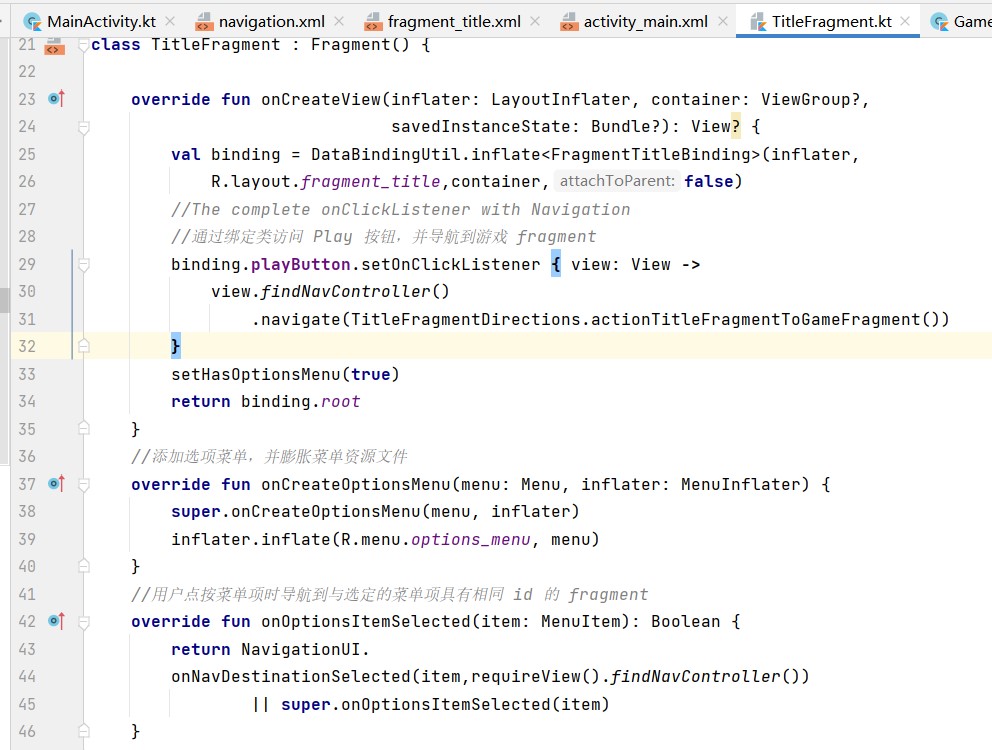 MainActivity.kt navigation.xml fragment_title.xml activity_main.xml TitleFragment.kt Game
21 class TitleFragment : Fragment() {
22
23 override fun onCreateView(inflater: LayoutInflater, container: ViewGroup?,
24 savedInstanceState: Bundle?): View? {
25 val binding = DataBindingUtil.inflate<FragmentTitleBinding>(inflater,
26 R.layout.fragment_title,container, attachToParent: false)
27 //The complete onClickListener with Navigation
28 //通过绑定类访问 Play 按钮，并导航到游戏 fragment
29 binding.playButton.setOnClickListener { view: View ->
30 view.findNavController()
31 .navigate(TitleFragmentDirections.actionTitleFragmentToGameFragment())
32 }
33 setHasOptionsMenu(true)
34 return binding.root
35 }
36 //添加选项菜单，并膨胀菜单资源文件
37 override fun onCreateOptionsMenu(menu: Menu, inflater: MenuInflater) {
38 super.onCreateOptionsMenu(menu, inflater)
39 inflater.inflate(R.menu.options_menu, menu)
40 }
41 //用户点按菜单项时导航到与选定的菜单项具有相同 id 的 fragment
42 override fun onOptionsItemSelected(item: MenuItem): Boolean {
43 return NavigationUI.
44 onNavDestinationSelected(item,requireView().findNavController())
45 || super.onOptionsItemSelected(item)
46 }